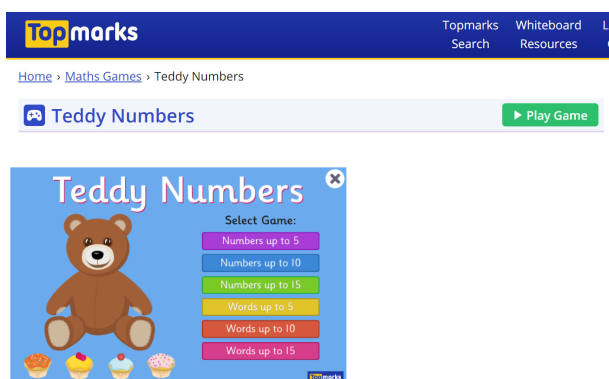 Topmarks
Topmarks Search
Whiteboard Resources
Home › Maths Games › Teddy Numbers
Teddy Numbers
Play Game
Teddy Numbers
Select Game:
Numbers up to 5
Numbers up to 10
Numbers up to 15
Words up to 5
Words up to 10
Words up to 15
Topmarks